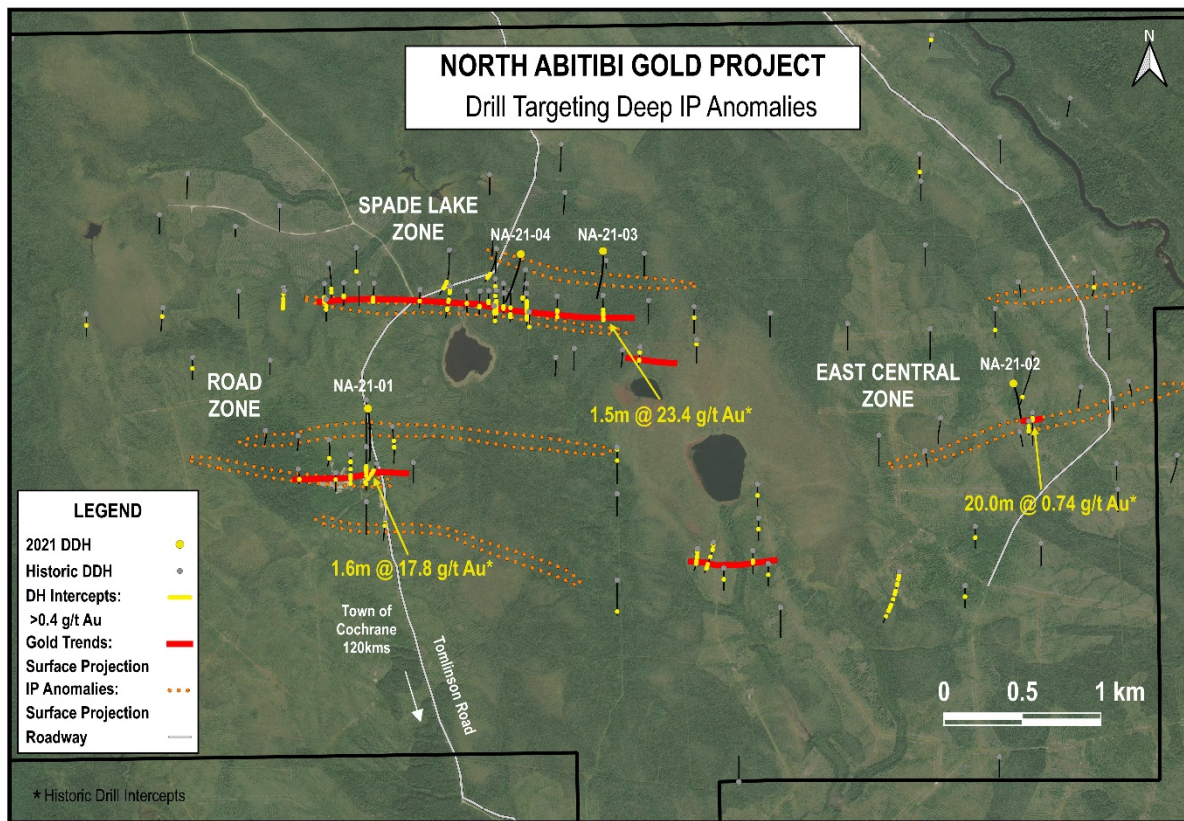 NORTH ABITIBI GOLD PROJECT
Drill Targeting Deep IP Anomalies
N
SPADE LAKE
ZONE
NA-21-04
NA-21-03
ROAD
ZONE
NA-21-01
EAST CENTRAL
ZONE
NA-21-02
1.5m @ 23.4 g/t Au*
20.0m @ 0.74 g/t Au*
1.6m @ 17.8 g/t Au*
Town of
Cochrane
120kms
Tomlinson Road
LEGEND
2021 DDH
Historic DDH
DH Intercepts:
>0.4 g/t Au
Gold Trends:
Surface Projection
IP Anomalies:
Surface Projection
Roadway
0 0.5 1 km
* Historic Drill Intercepts